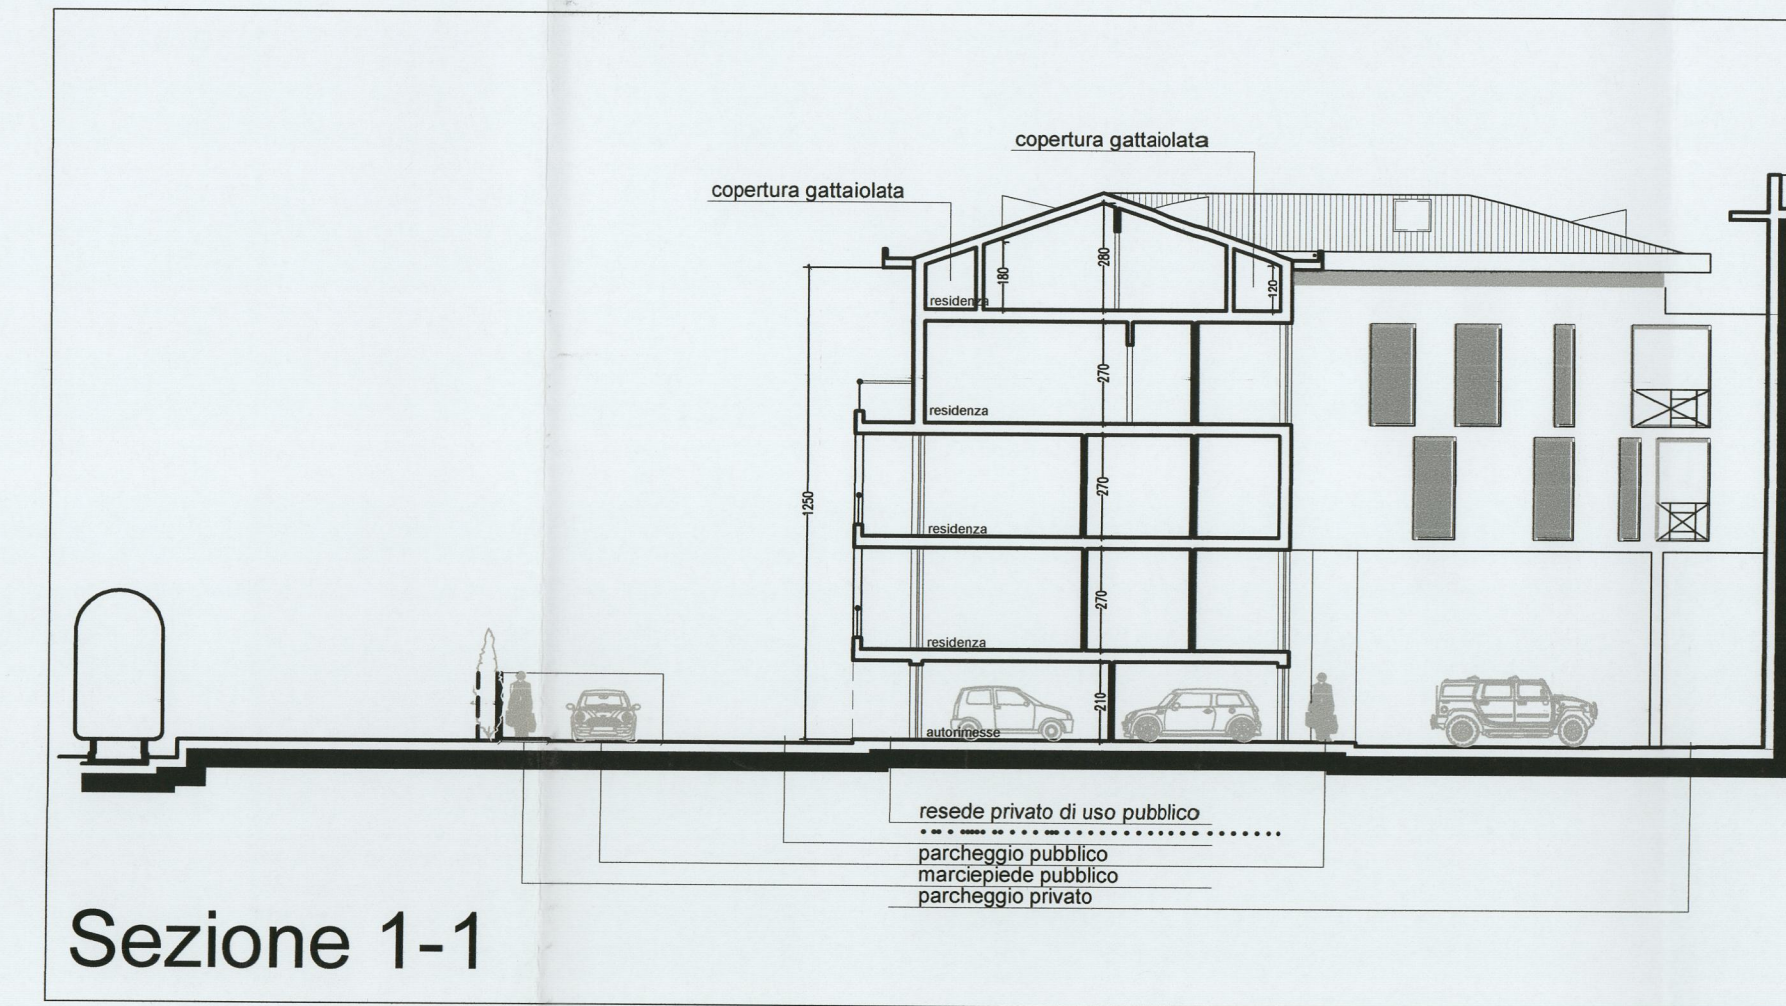 copertura gattaiolata
copertura gattaiolata
280
180
120
residenza
270
residenza
1250
270
residenza
270
residenza
210
autorimesse
resede privato di uso pubblico
parcheggio pubblico
marciepiede pubblico
parcheggio privato
Sezione 1-1